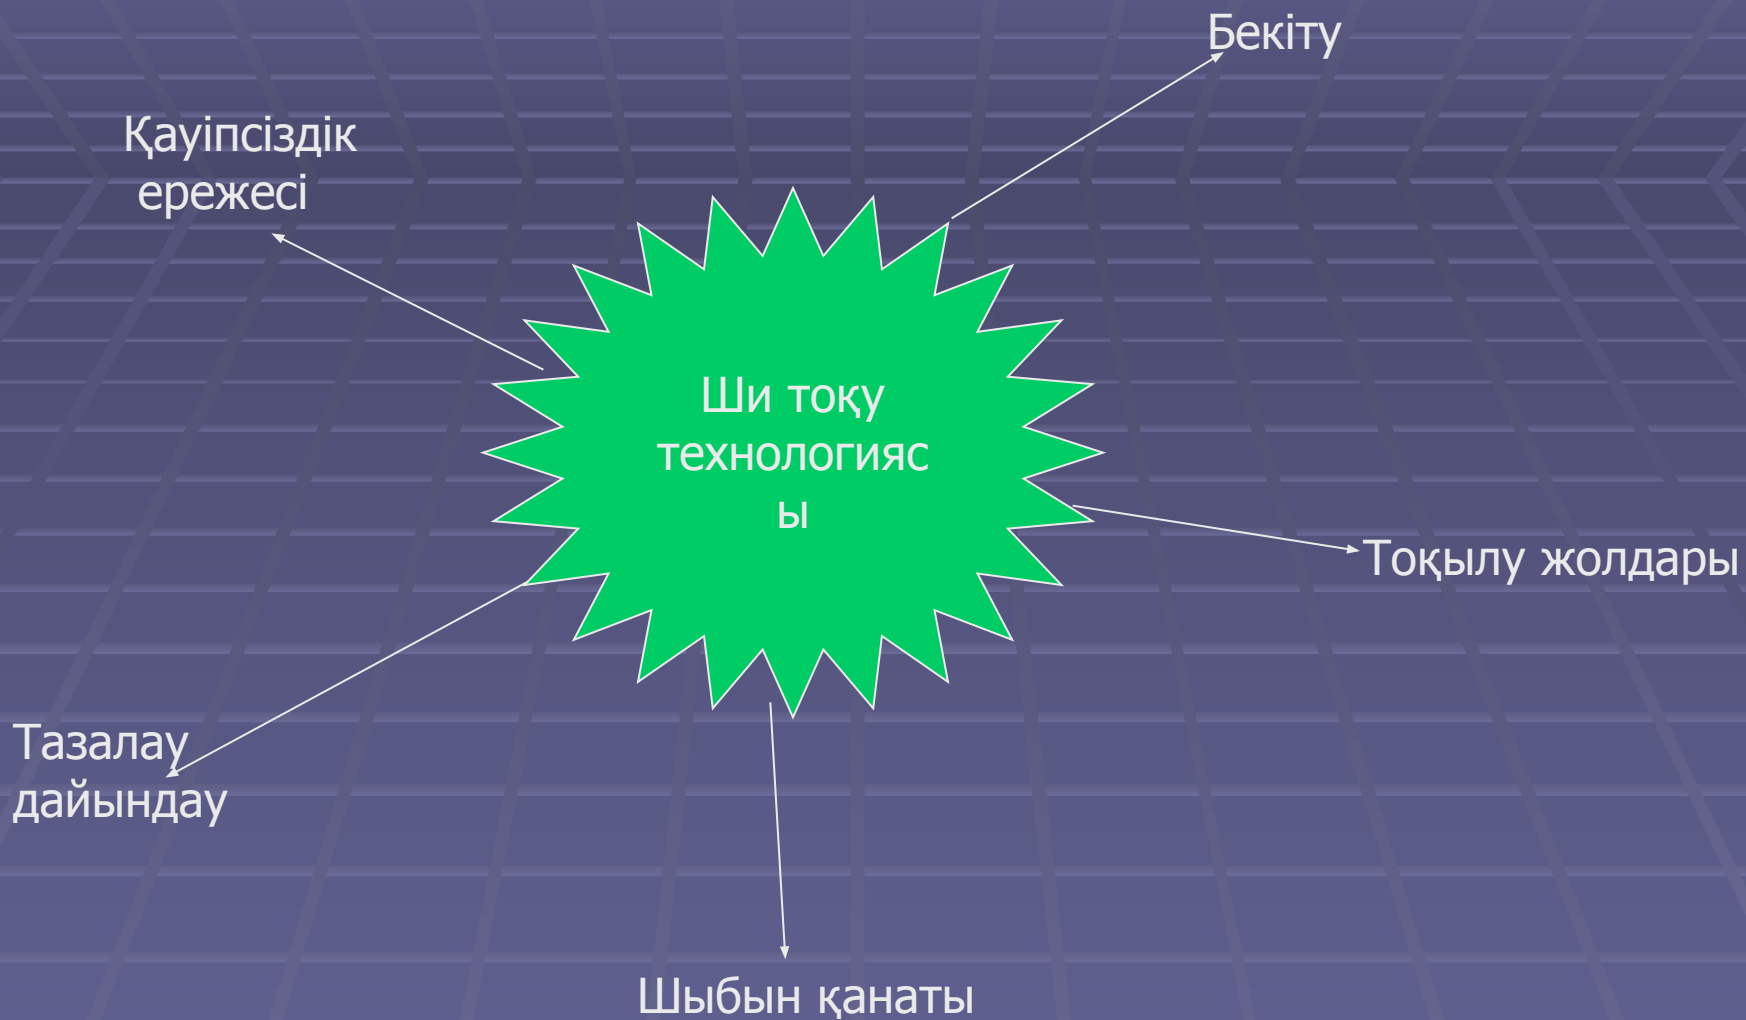 Бекіту
Қауіпсіздік
ережесі
Ши тоқу
технологияс
ы
Тоқылу жолдары
Тазалау
дайындау
Шыбын қанаты